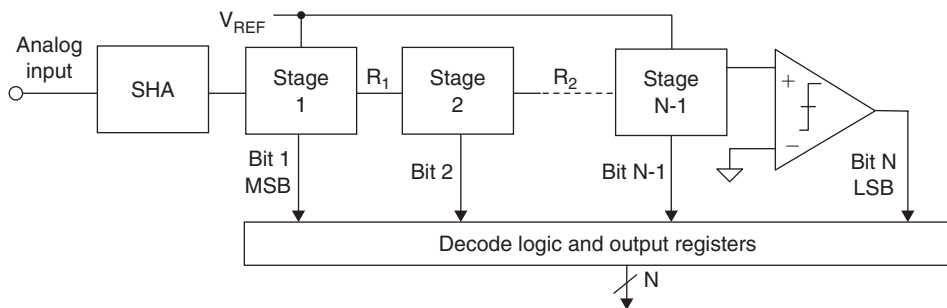 V_REF
Analog
input
SHA
Stage
1
R_1
Stage
2
R_2
Stage
N-1
+
−
Bit 1
MSB
Bit 2
Bit N-1
Bit N
LSB
Decode logic and output registers
N